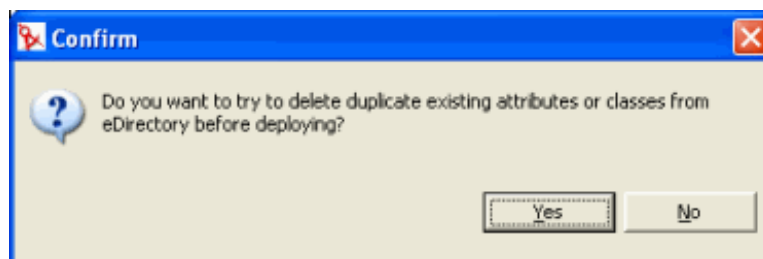 Confirm
Do you want to try to delete duplicate existing attributes or classes from
eDirectory before deploying?
Yes
No